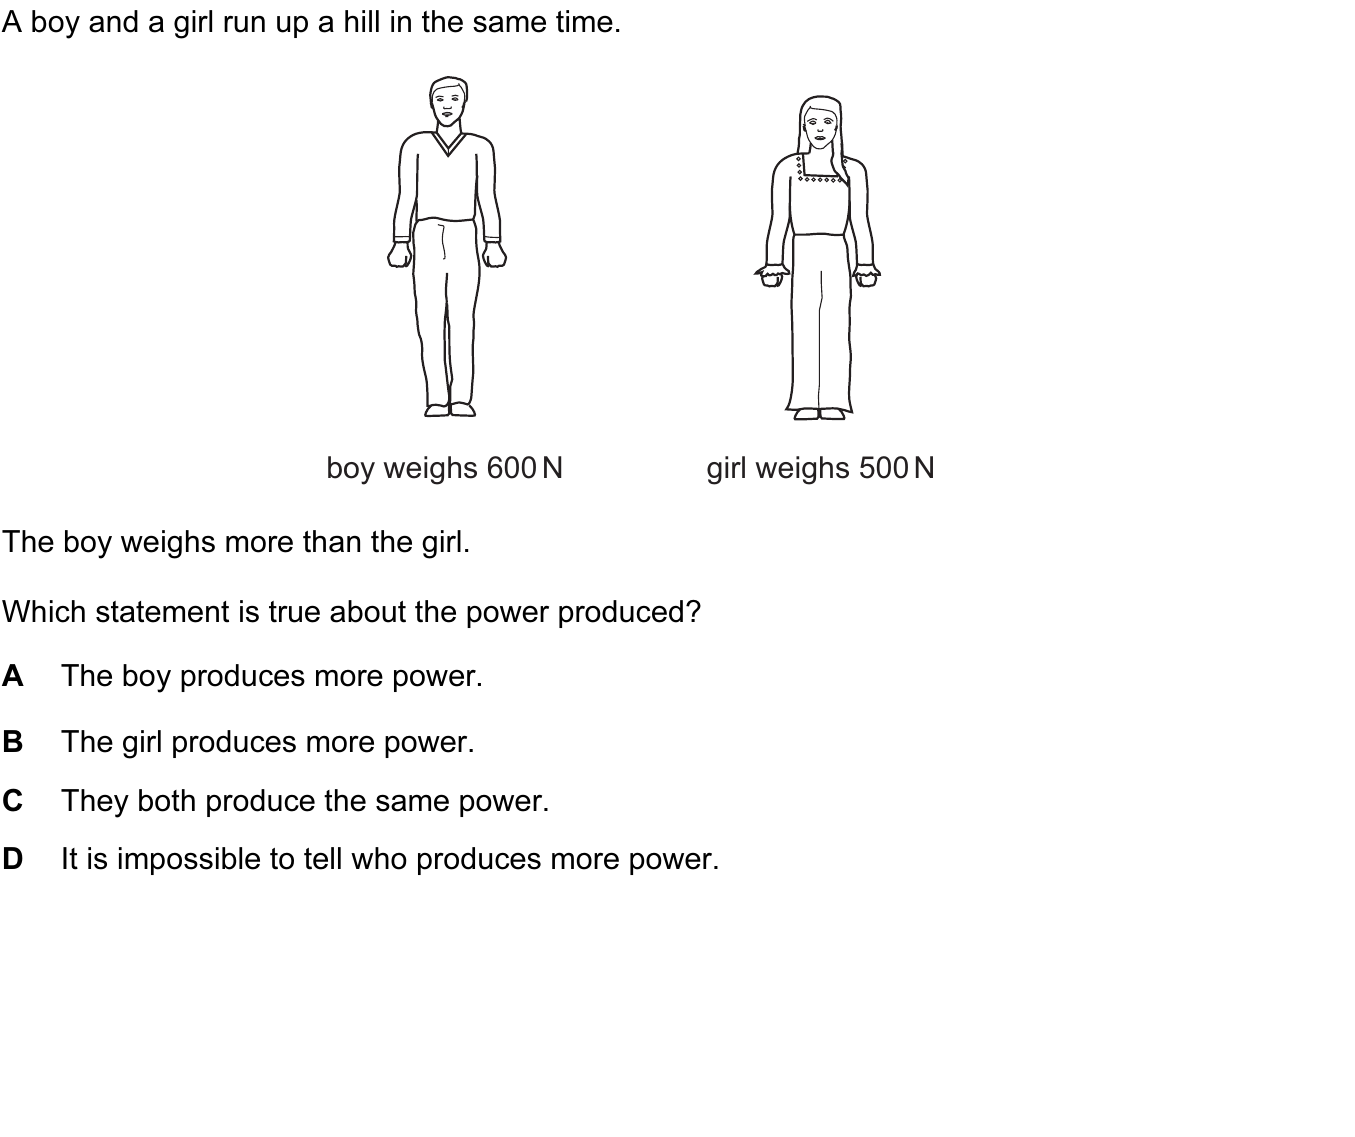 A boy and a girl run up a hill in the same time.
boy weighs 600 N
girl weighs 500 N
The boy weighs more than the girl.
Which statement is true about the power produced?
A The boy produces more power.
B The girl produces more power.
C They both produce the same power.
D It is impossible to tell who produces more power.